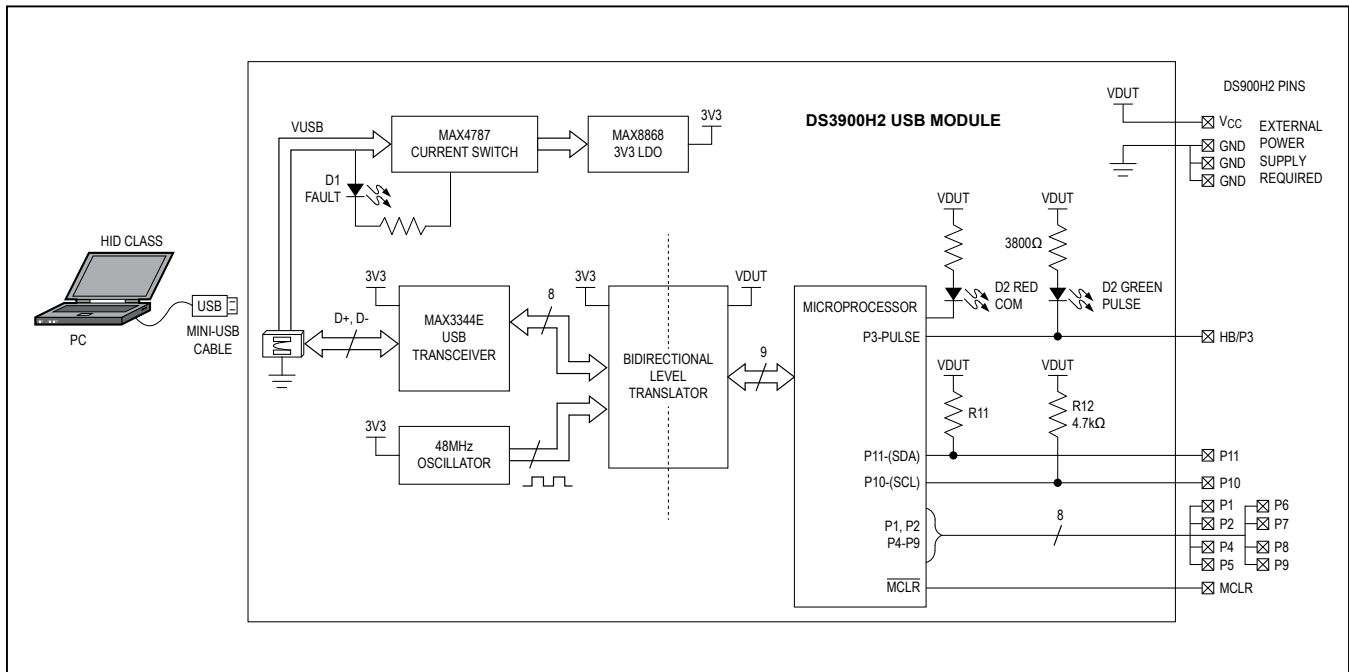 DS3900H2 USB MODULE
DS900H2 PINS
VDUT
VCC
GND
GND
GND
EXTERNAL
POWER
SUPPLY
REQUIRED
VUSB
MAX4787
CURRENT SWITCH
MAX8868
3V3 LDO
3V3
D1
FAULT
HID CLASS
PC
USB
MINI-USB
CABLE
D+, D-
3V3
MAX3344E
USB
TRANSCEIVER
8
3V3
48MHz
OSCILLATOR
3V3
VDUT
BIDIRECTIONAL
LEVEL
TRANSLATOR
9
MICROPROCESSOR
P3-PULSE
P11-(SDA)
P10-(SCL)
P1, P2
P4-P9
MCLR
VDUT
D2 RED
COM
VDUT
3800Ω
D2 GREEN
PULSE
VDUT
R11
VDUT
R12
4.7kΩ
8
HB/P3
P11
P10
P1
P2
P4
P5
P6
P7
P8
P9
MCLR